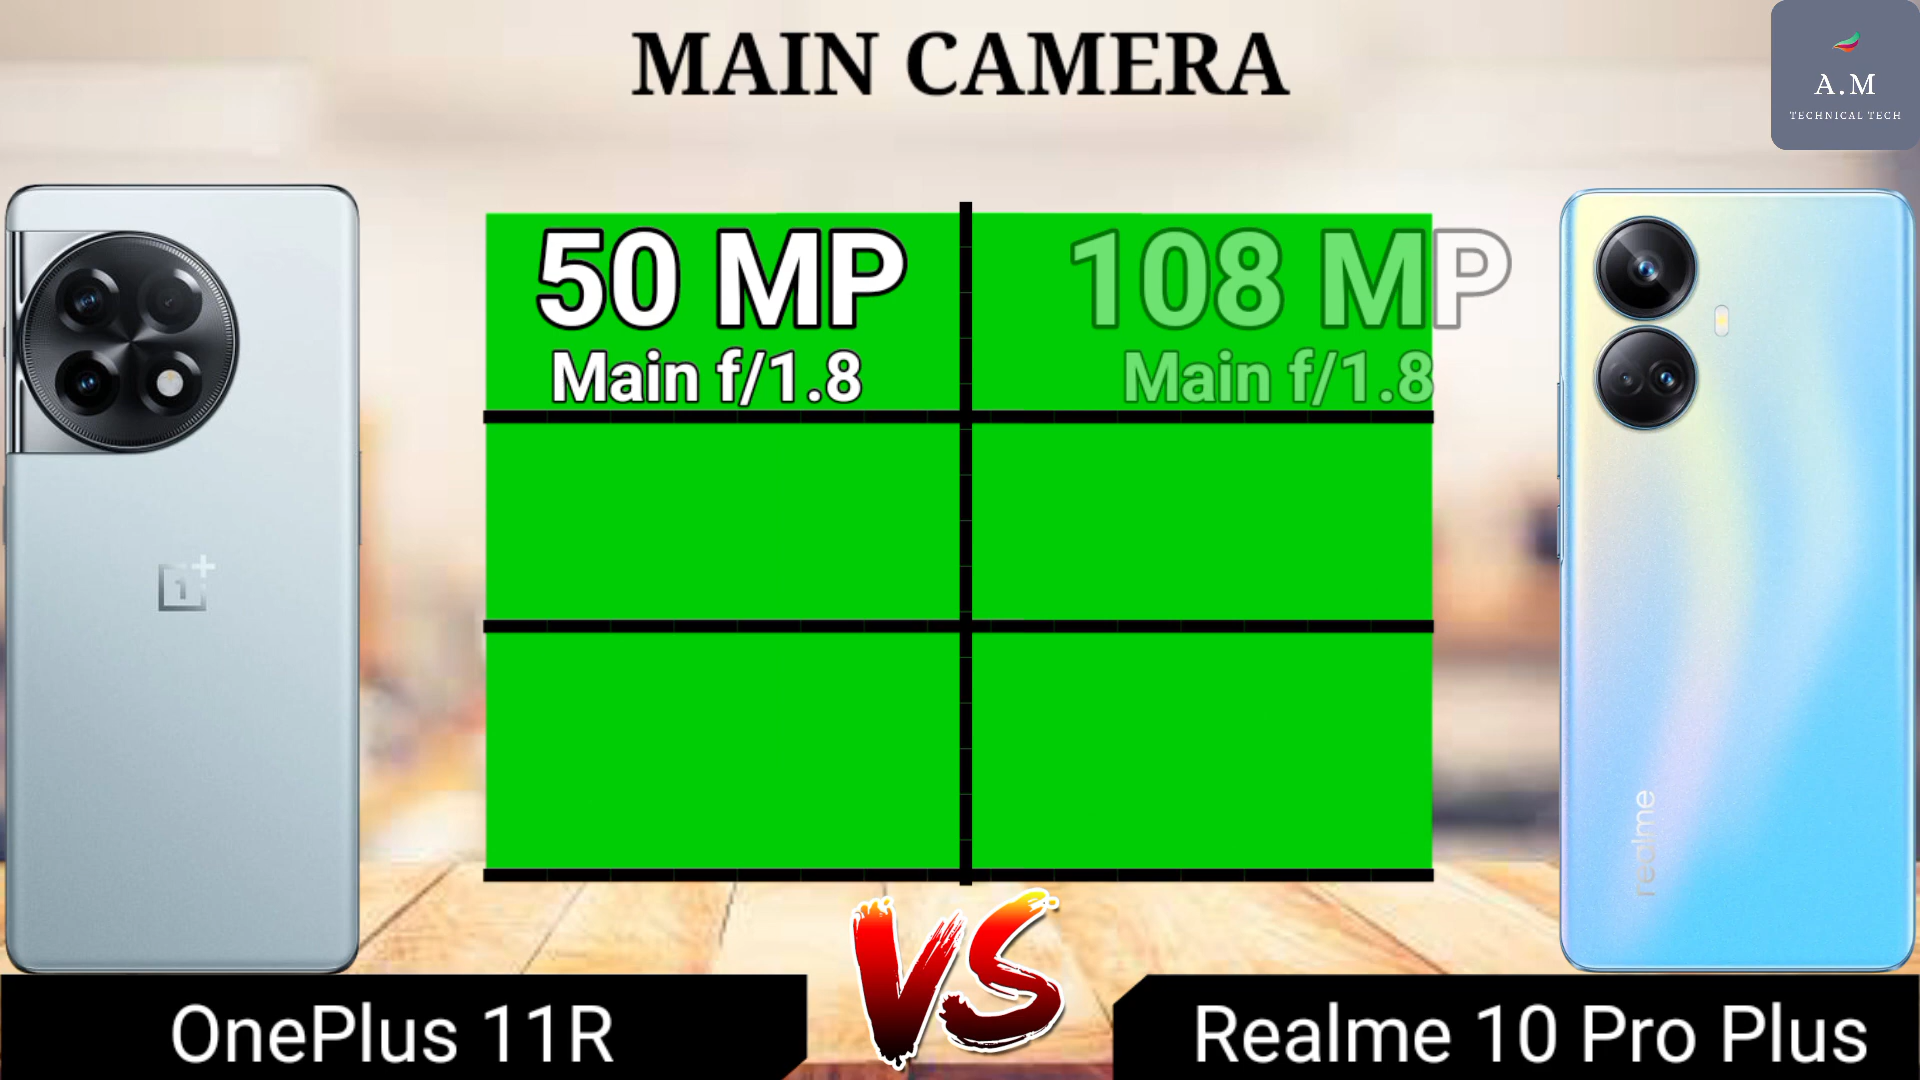 MAIN CAMERA
A.M
TECHNICAL TECH
50 MP
Main f/1.8
108 MP
Main f/1.8
1+
realme
VS
OnePlus 11R
Realme 10 Pro Plus